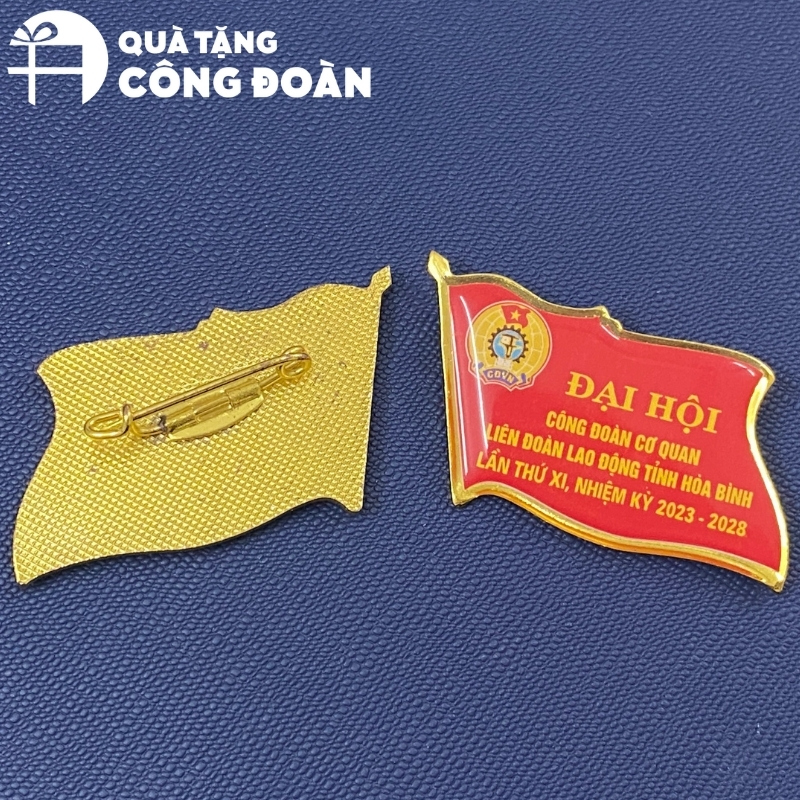 QUÀ TẶNG
CÔNG ĐOÀN
CĐVN
ĐẠI HỘI
CÔNG ĐOÀN CƠ QUAN
LIÊN ĐOÀN LAO ĐỘNG TỈNH HÒA BÌNH
LẦN THỨ XI, NHIỆM KỲ 2023 - 2028